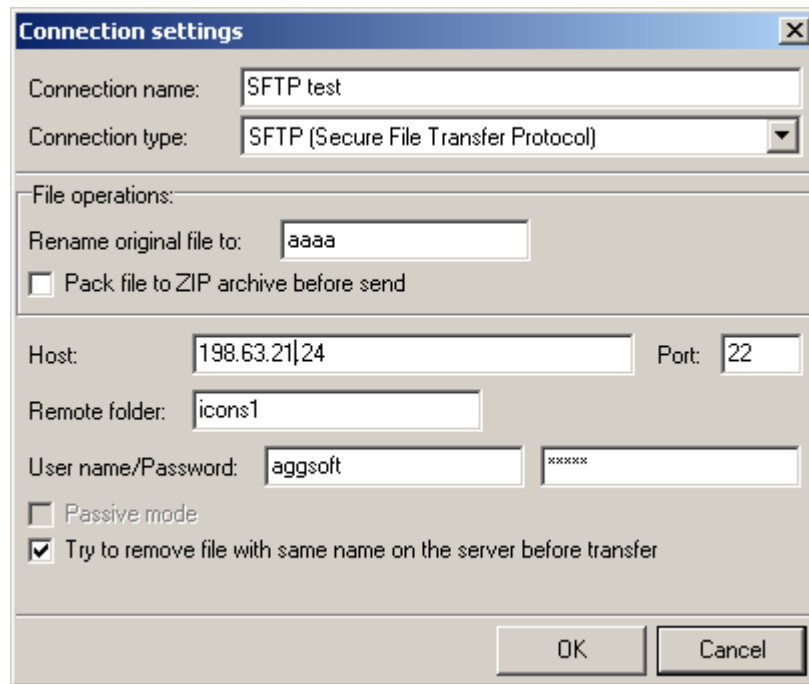 Connection settings
Connection name: SFTP test
Connection type: SFTP (Secure File Transfer Protocol)
File operations:
Rename original file to: aaaa
Pack file to ZIP archive before send
Host: 198.63.21.24 Port: 22
Remote folder: icons1
User name/Password: aggsoft *****
Passive mode
Try to remove file with same name on the server before transfer
OK Cancel